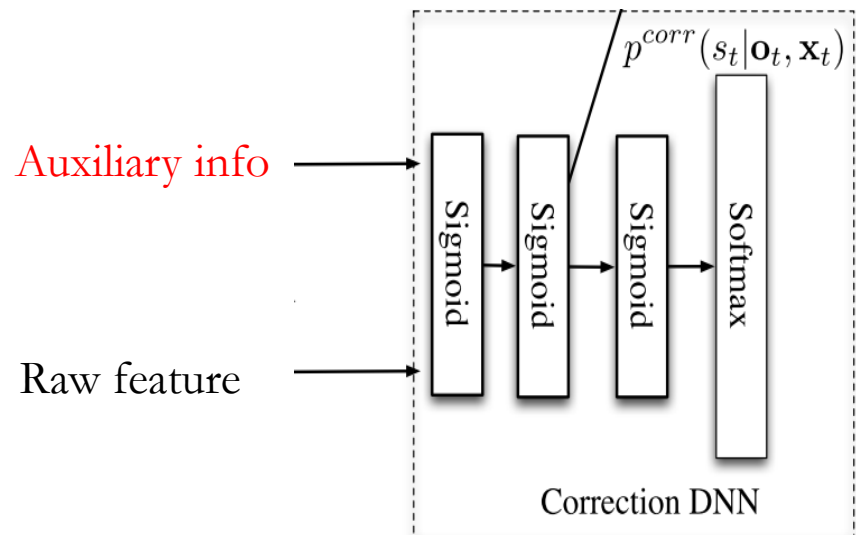 p^{corr}(s_t|o_t, x_t)
Auxiliary info
Raw feature
Sigmoid
Sigmoid
Sigmoid
Softmax
Correction DNN